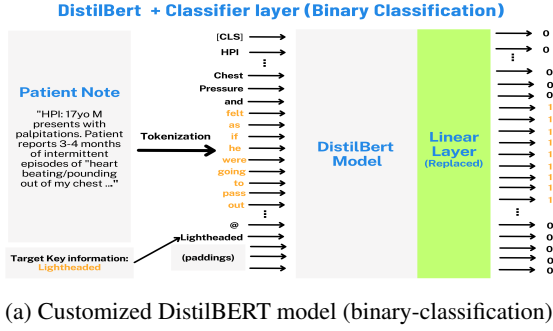 DistilBert + Classifier layer (Binary Classification)
Patient Note
"HPI: 17yo M
presents with
palpitations. Patient
reports 3-4 months
of intermittent
episodes of "heart
beating/pounding
out of my chest ..."
Target Key information:
Lightheaded
Tokenization
[CLS]
HPI
⋮
Chest
Pressure
and
felt
as
if
he
were
going
to
pass
out
⋮
@
Lightheaded
(paddings)
DistilBert
Model
Linear
Layer
(Replaced)
0
0
⋮
0
0
0
1
1
1
1
1
1
1
1
1
⋮
0
0
0
0
0
(a) Customized DistilBERT model (binary-classification)